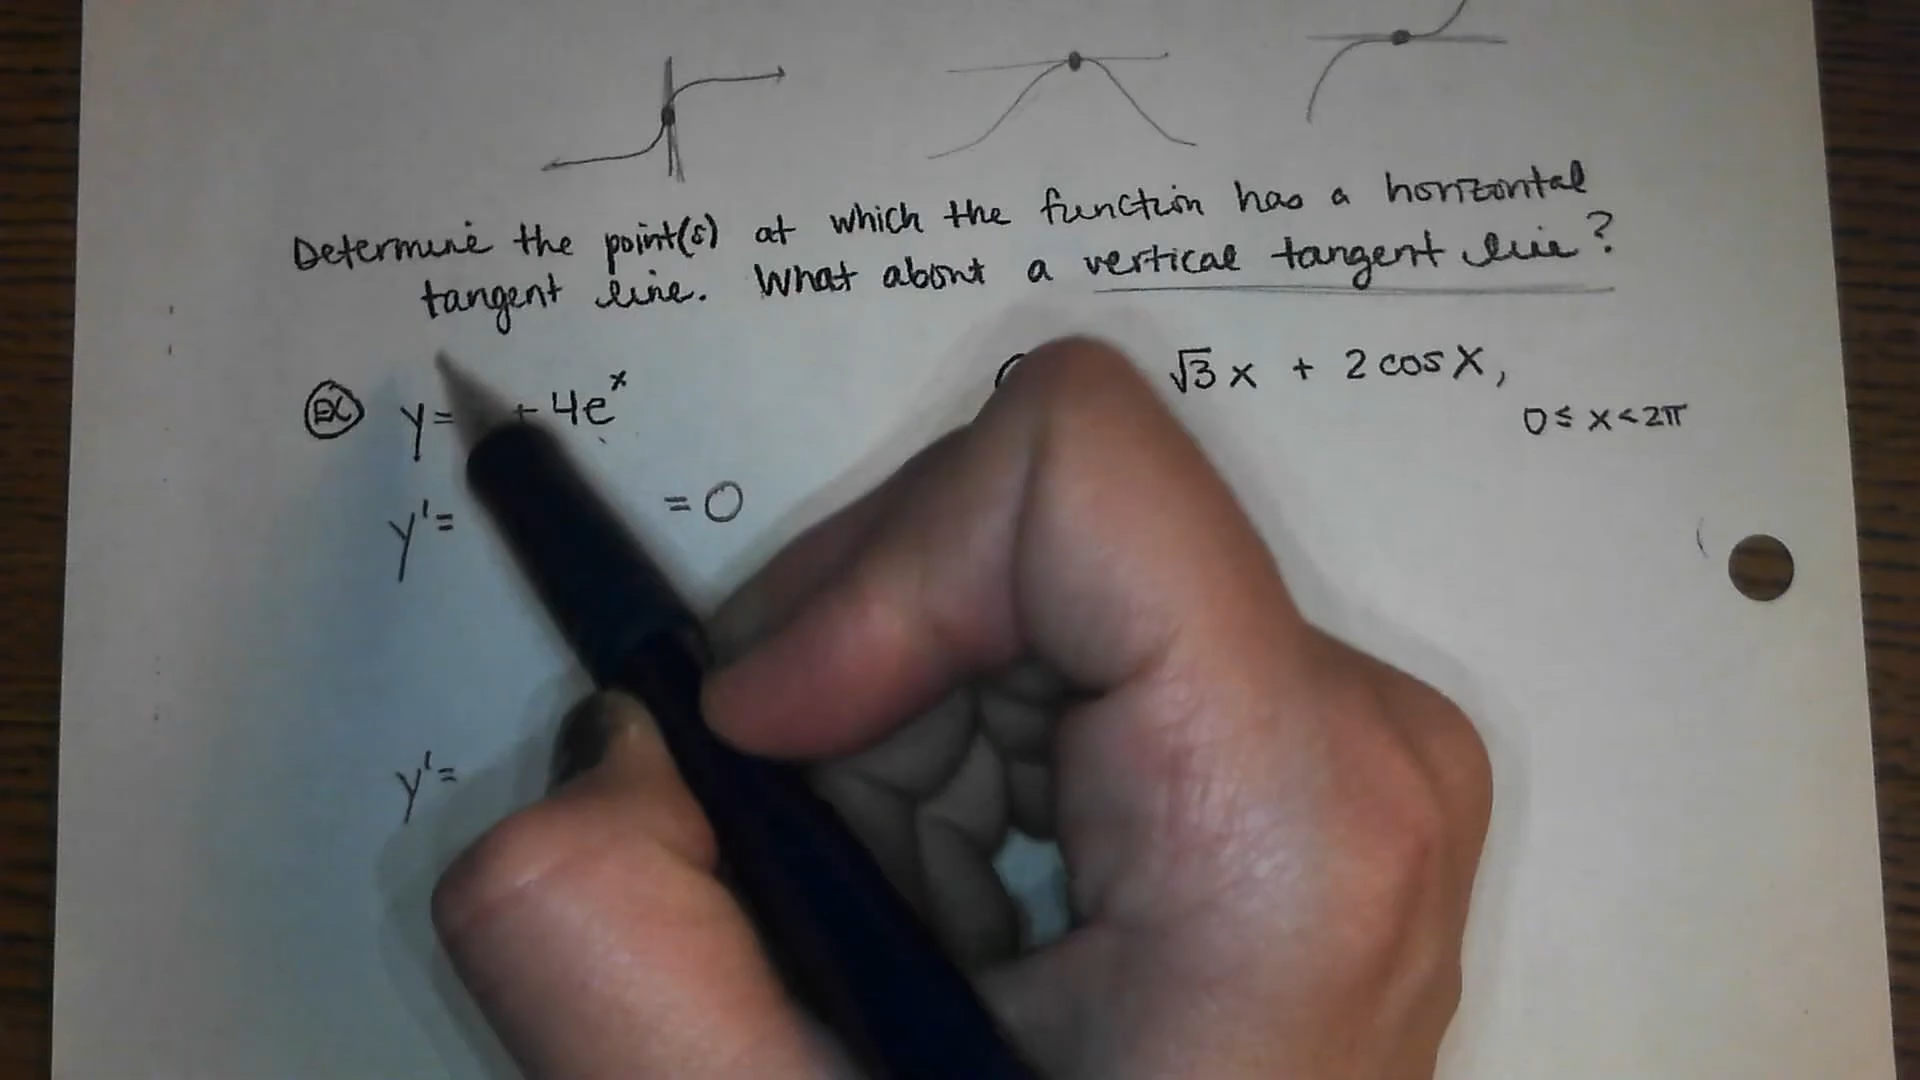 Determine the point(s) at which the function has a horizontal
tangent line. What about a vertical tangent line?
EX y= + 4e^x
√3 x + 2 cos X,
0 ≤ x < 2π
y' = = 0
y' =